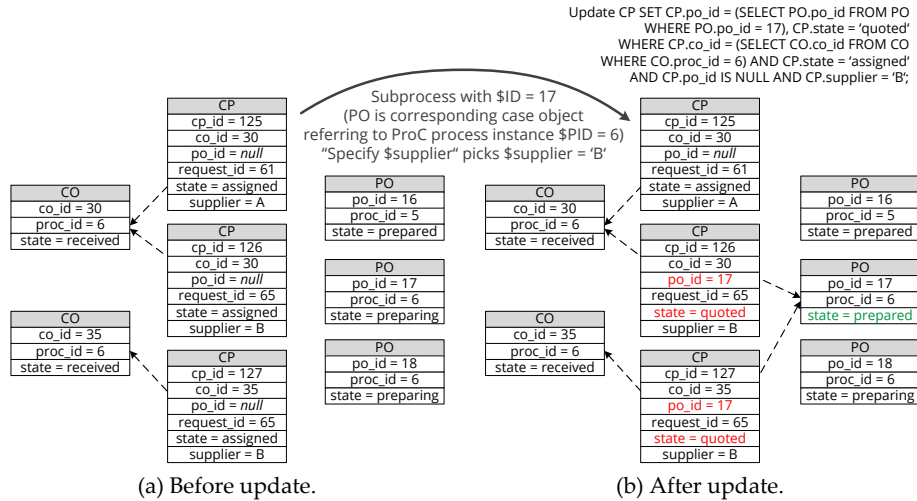 Update CP SET CP.po_id = (SELECT PO.po_id FROM PO
WHERE PO.po_id = 17), CP.state = ‘quoted‘
WHERE CP.co_id = (SELECT CO.co_id FROM CO
WHERE CO.proc_id = 6) AND CP.state = ‘assigned‘
AND CP.po_id IS NULL AND CP.supplier = ‘B‘;
Subprocess with $ID = 17
(PO is corresponding case object
referring to ProC process instance $PID = 6)
“Specify $supplier“ picks $supplier = ‘B‘
CO
co_id = 30
proc_id = 6
state = received
CO
co_id = 35
proc_id = 6
state = received
CP
cp_id = 125
co_id = 30
po_id = null
request_id = 61
state = assigned
supplier = A
CP
cp_id = 126
co_id = 30
po_id = null
request_id = 65
state = assigned
supplier = B
CP
cp_id = 127
co_id = 35
po_id = null
request_id = 65
state = assigned
supplier = B
PO
po_id = 16
proc_id = 5
state = prepared
PO
po_id = 17
proc_id = 6
state = preparing
PO
po_id = 18
proc_id = 6
state = preparing
(a) Before update.
CO
co_id = 30
proc_id = 6
state = received
CO
co_id = 35
proc_id = 6
state = received
CP
cp_id = 125
co_id = 30
po_id = null
request_id = 61
state = assigned
supplier = A
CP
cp_id = 126
co_id = 30
po_id = 17
request_id = 65
state = quoted
supplier = B
CP
cp_id = 127
co_id = 35
po_id = 17
request_id = 65
state = quoted
supplier = B
PO
po_id = 16
proc_id = 5
state = prepared
PO
po_id = 17
proc_id = 6
state = prepared
PO
po_id = 18
proc_id = 6
state = preparing
(b) After update.